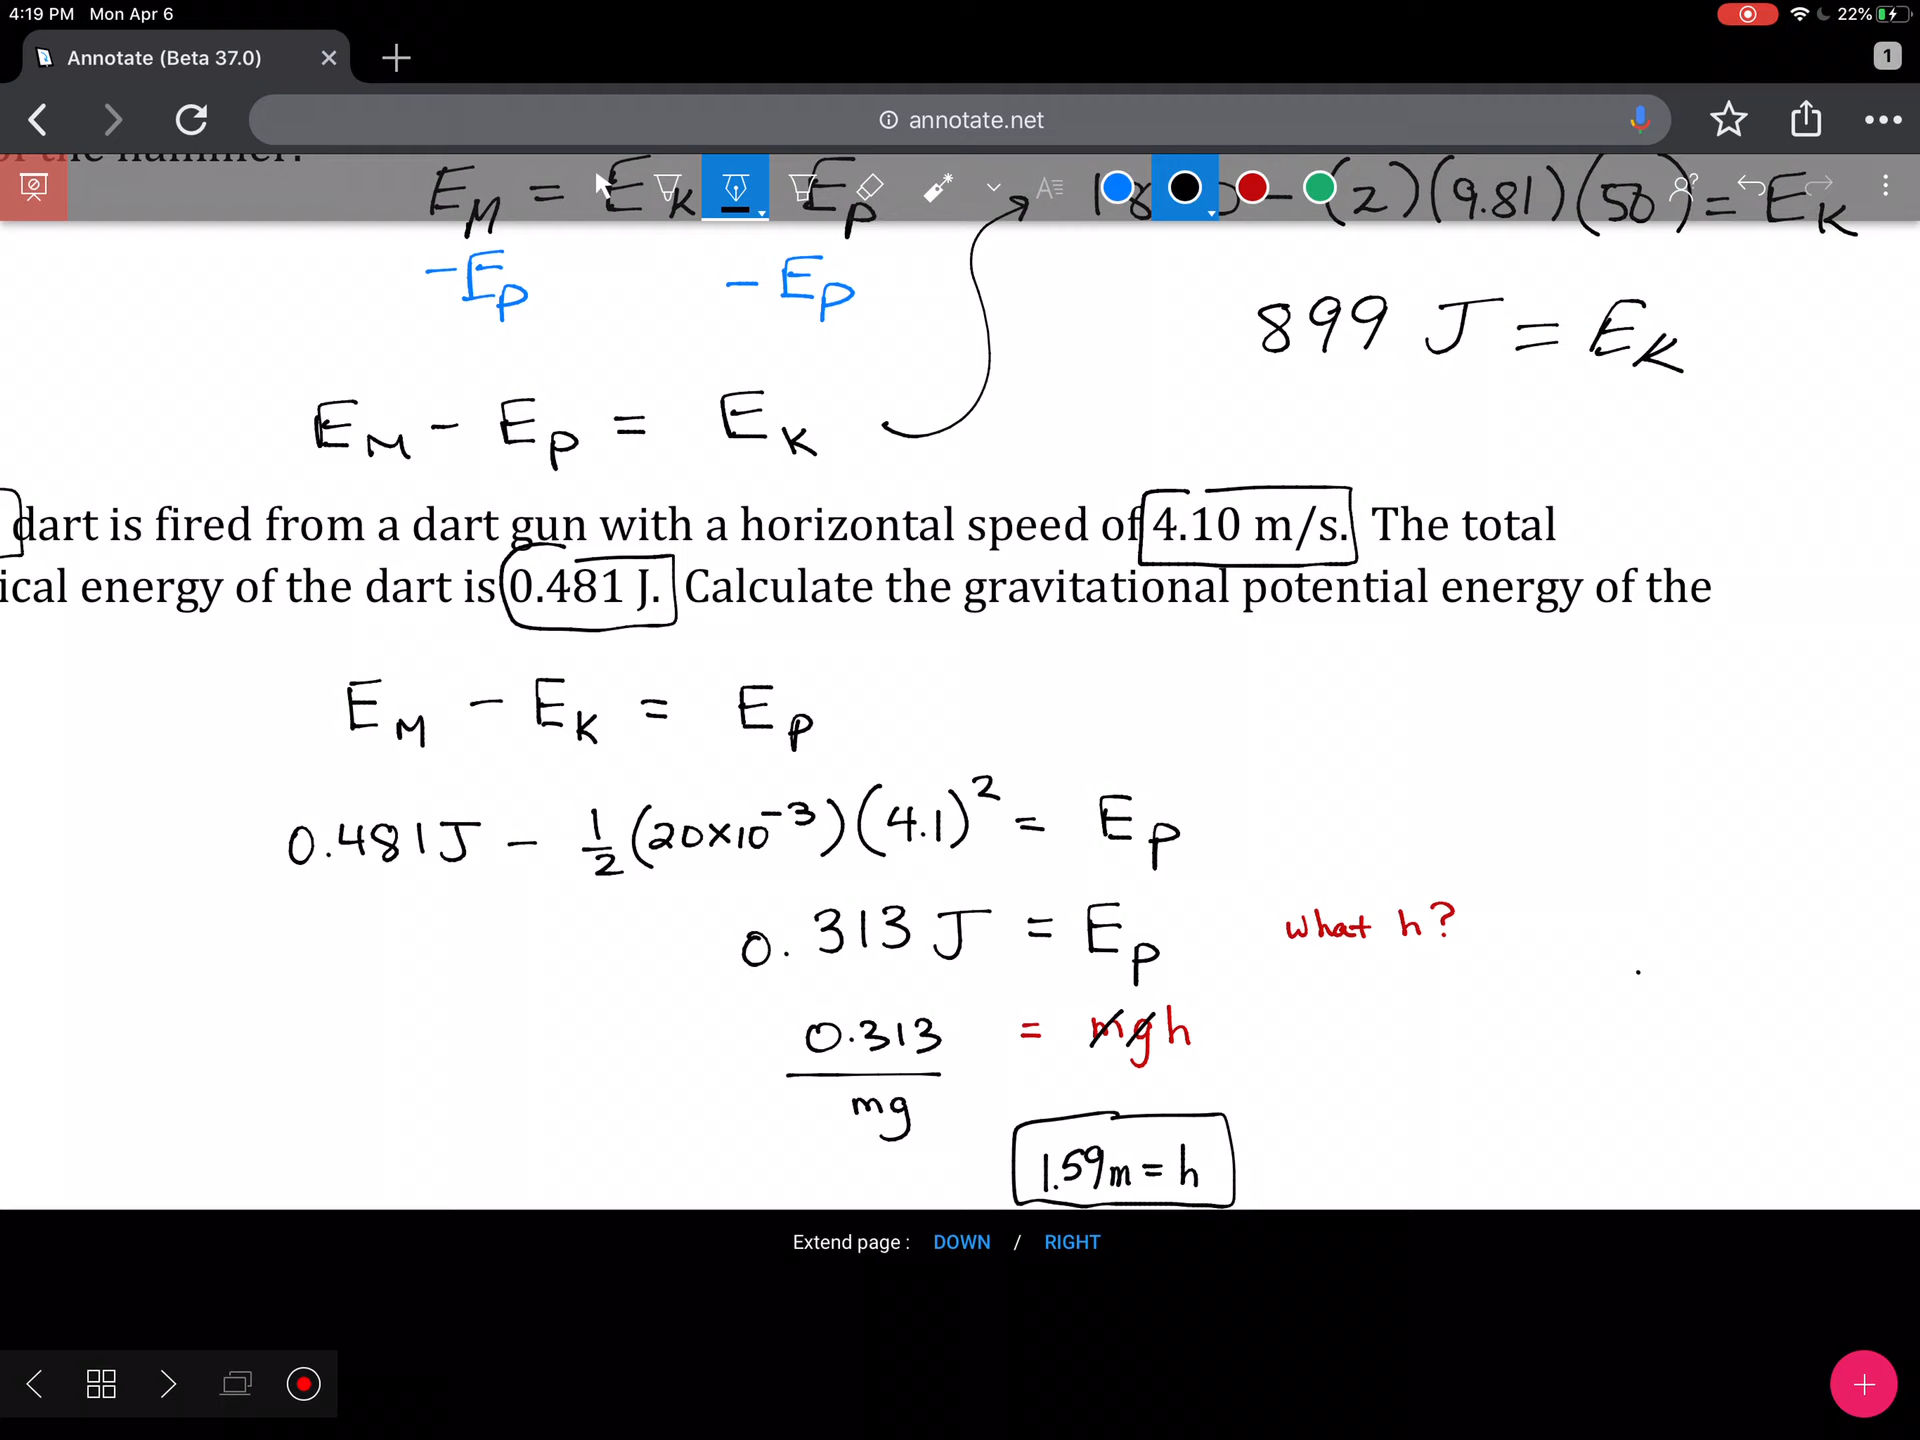 4:19 PM Mon Apr 6
22%
Annotate (Beta 37.0)
1
annotate.net
of the hammer.
E_M = E_K E_P
(2)(9.81)(50) = E_K
-E_P - E_P
899 J = E_K
E_M - E_P = E_K
dart is fired from a dart gun with a horizontal speed of 4.10 m/s. The total
ical energy of the dart is 0.481 J. Calculate the gravitational potential energy of the
E_M - E_K = E_P
0.481J - 1/2 (20×10^-3)(4.1)^2 = E_P
0.313 J = E_P
what h?
0.313 = mgh
mg
1.59m = h
Extend page : DOWN / RIGHT